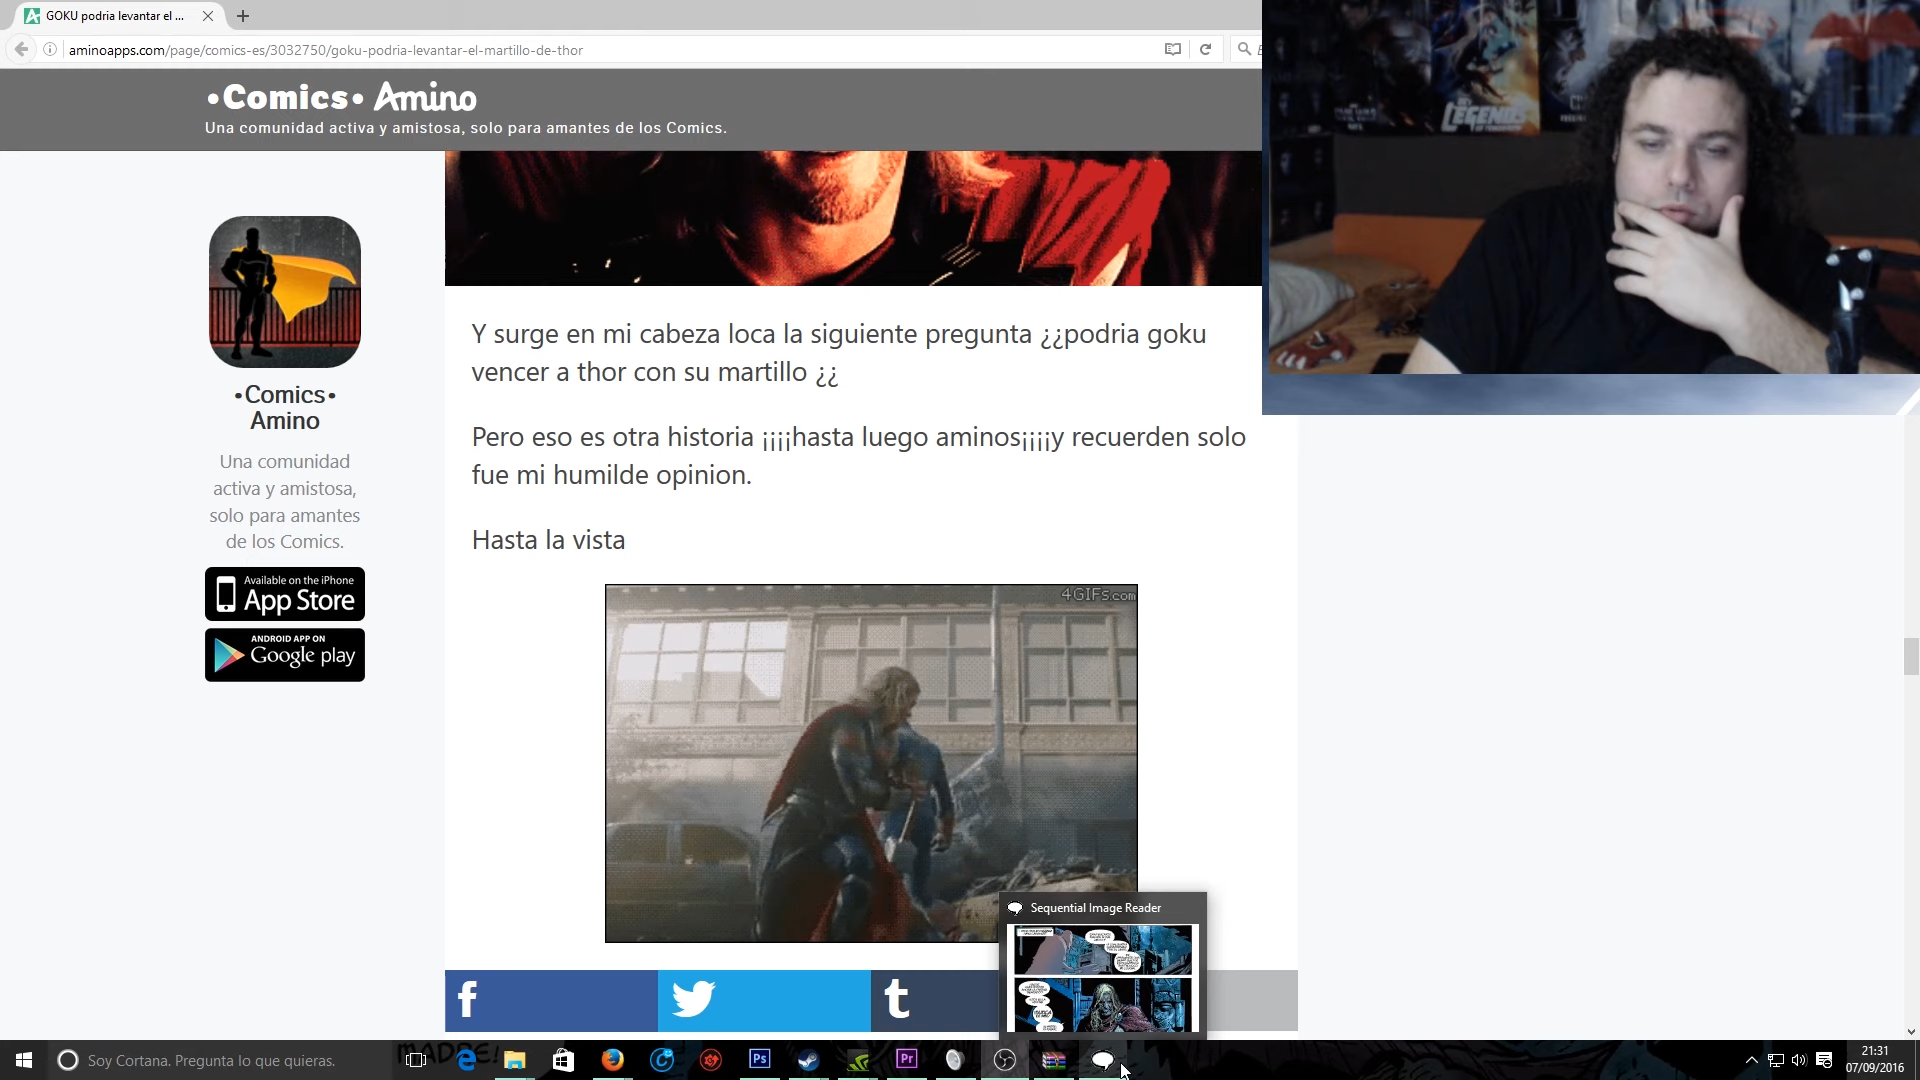 GOKU podria levantar el ...
aminoapps.com/page/comics-es/3032750/goku-podria-levantar-el-martillo-de-thor
•Comics• Amino
Una comunidad activa y amistosa, solo para amantes de los Comics.
LEGENDS
•Comics•
Amino
Una comunidad
activa y amistosa,
solo para amantes
de los Comics.
Available on the iPhone
App Store
ANDROID APP ON
Google play
Y surge en mi cabeza loca la siguiente pregunta ¿¿podria goku
vencer a thor con su martillo ¿¿
Pero eso es otra historia ¡¡¡¡hasta luego aminos¡¡¡¡y recuerden solo
fue mi humilde opinion.
Hasta la vista
4GIFs.com
Sequential Image Reader
f
t
Soy Cortana. Pregunta lo que quieras.
MADRE!
Ps
Pr
21:31
07/09/2016